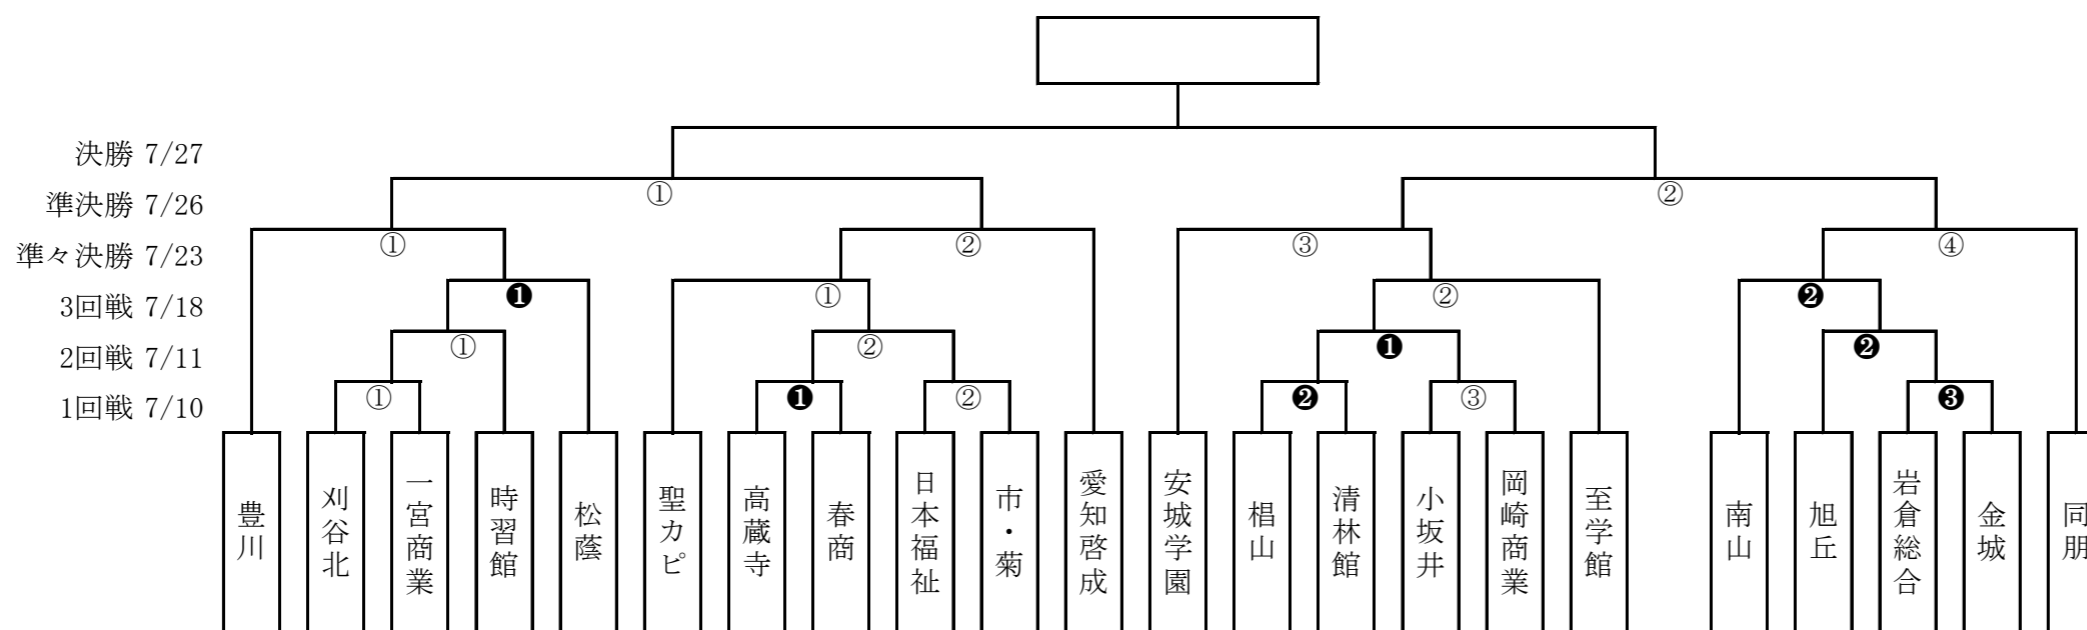 決勝 7/27
準決勝 7/26
① ②
準々決勝 7/23
① ② ③ ④
3回戦 7/18
❶ ① ② ❷
2回戦 7/11
① ② ❶ ❷
1回戦 7/10
① ❶ ② ❷ ③ ❸
豊川
刈谷北
一宮商業
時習館
松蔭
聖カピ
高蔵寺
春商
日本福祉
市・菊
愛知啓成
安城学園
椙山
清林館
小坂井
岡崎商業
至学館
南山
旭丘
岩倉総合
金城
同朋